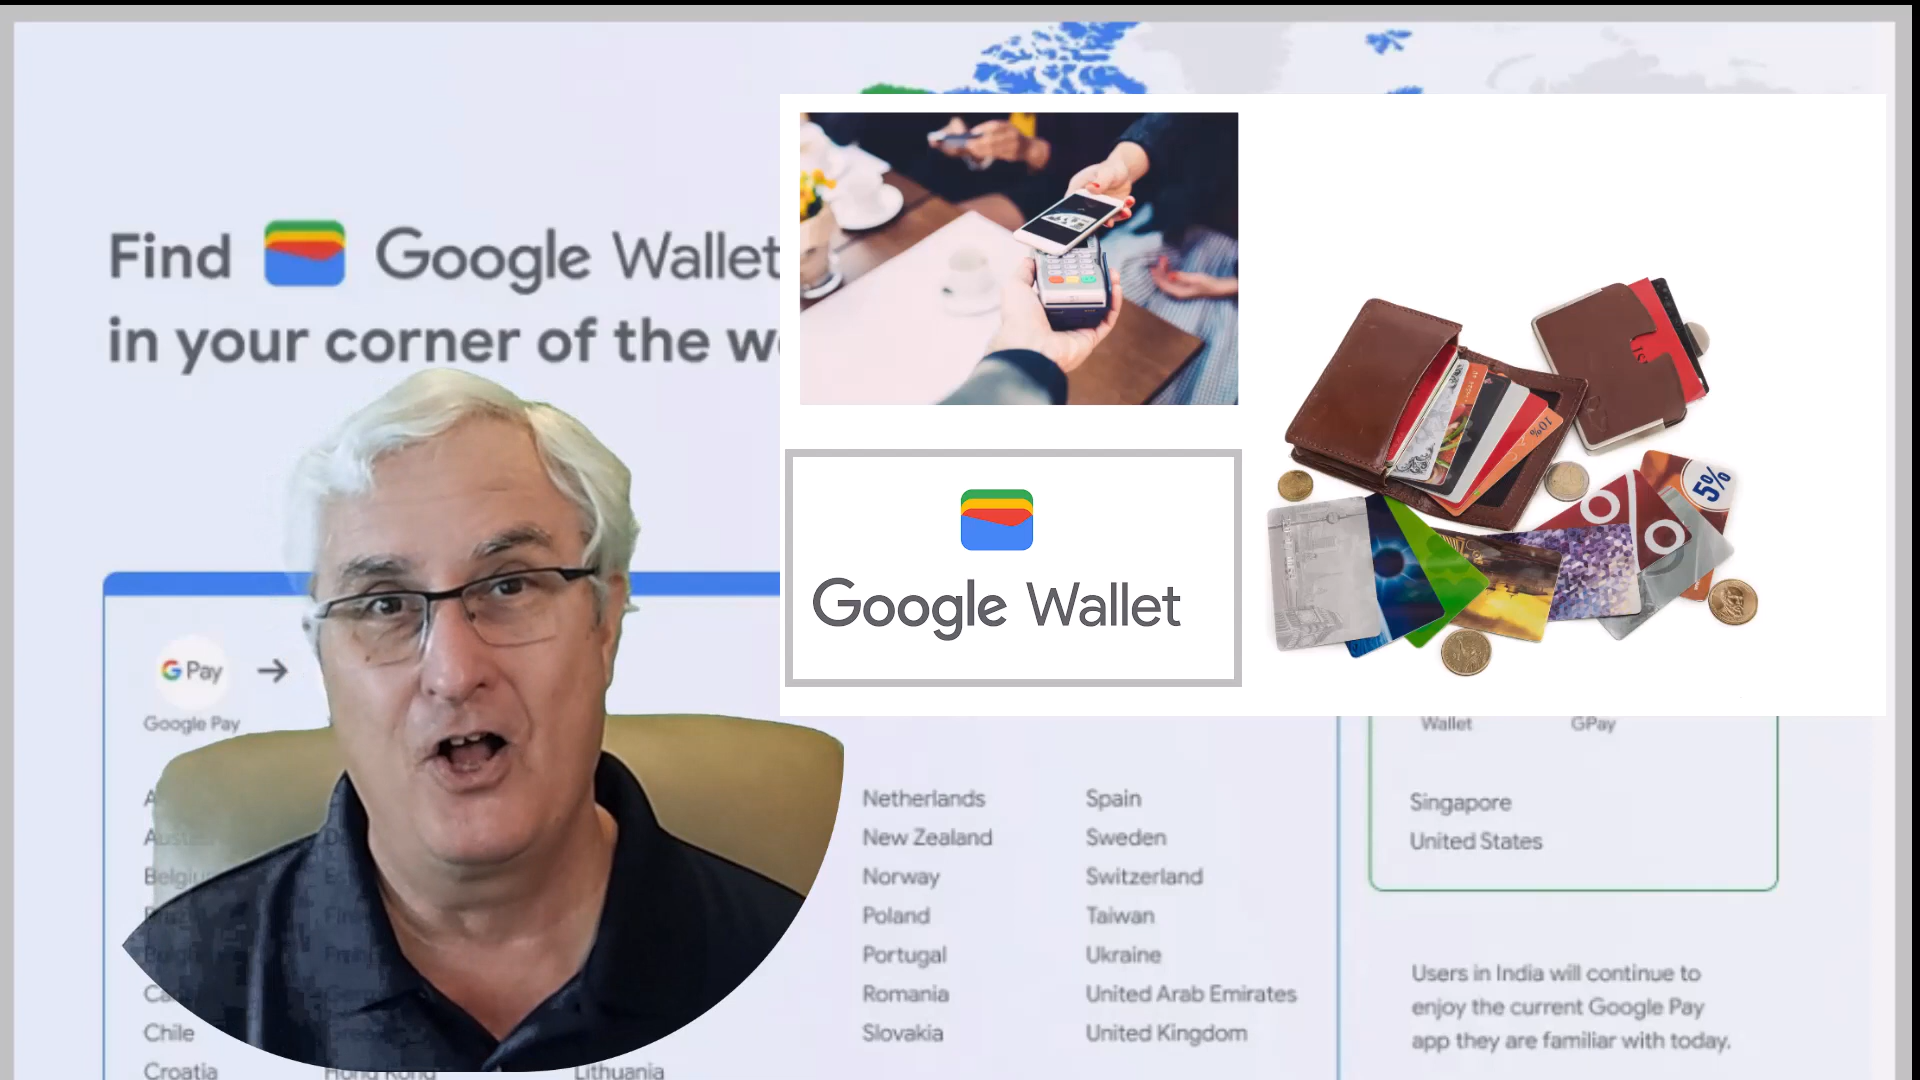 Find Google Wallet
in your corner of the
Google Wallet
5%
10%
G Pay
Google Pay
Wallet GPay
Netherlands Spain
New Zealand Sweden
Norway Switzerland
Poland Taiwan
Portugal Ukraine
Romania United Arab Emirates
Slovakia United Kingdom
Chile
Croatia Hong Kong Lithuania
Singapore
United States
Users in India will continue to
enjoy the current Google Pay
app they are familiar with today.